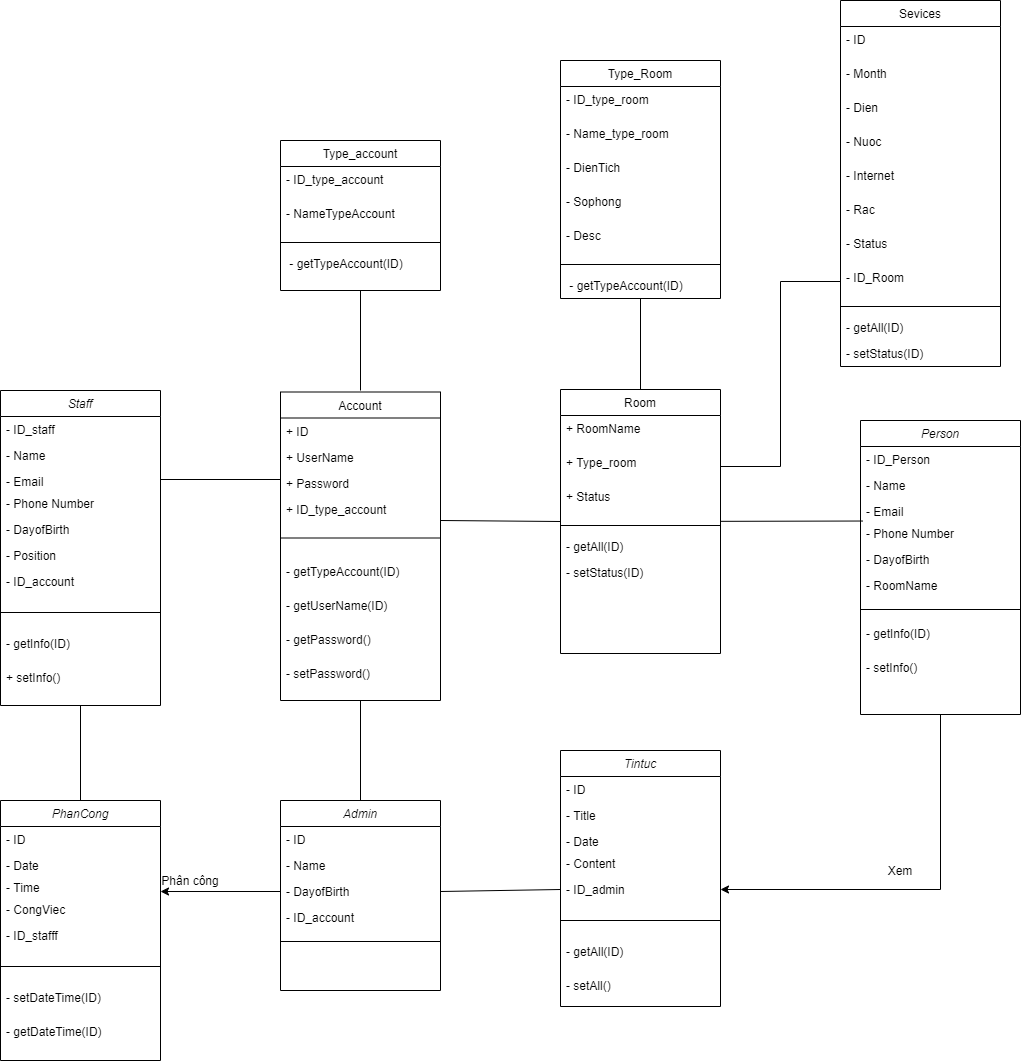 Sevices
- ID
- Month
- Dien
- Nuoc
- Internet
- Rac
- Status
- ID_Room
- getAll(ID)
- setStatus(ID)
Type_Room
- ID_type_room
- Name_type_room
- DienTich
- Sophong
- Desc
- getTypeAccount(ID)
Type_account
- ID_type_account
- NameTypeAccount
- getTypeAccount(ID)
Staff
- ID_staff
- Name
- Email
- Phone Number
- DayofBirth
- Position
- ID_account
- getInfo(ID)
+ setInfo()
Account
+ ID
+ UserName
+ Password
+ ID_type_account
- getTypeAccount(ID)
- getUserName(ID)
- getPassword()
- setPassword()
Room
+ RoomName
+ Type_room
+ Status
- getAll(ID)
- setStatus(ID)
Person
- ID_Person
- Name
- Email
- Phone Number
- DayofBirth
- RoomName
- getInfo(ID)
- setInfo()
PhanCong
- ID
- Date
- Time
- CongViec
- ID_stafff
- setDateTime(ID)
- getDateTime(ID)
Phân công
Admin
- ID
- Name
- DayofBirth
- ID_account
Tintuc
- ID
- Title
- Date
- Content
- ID_admin
- getAll(ID)
- setAll()
Xem